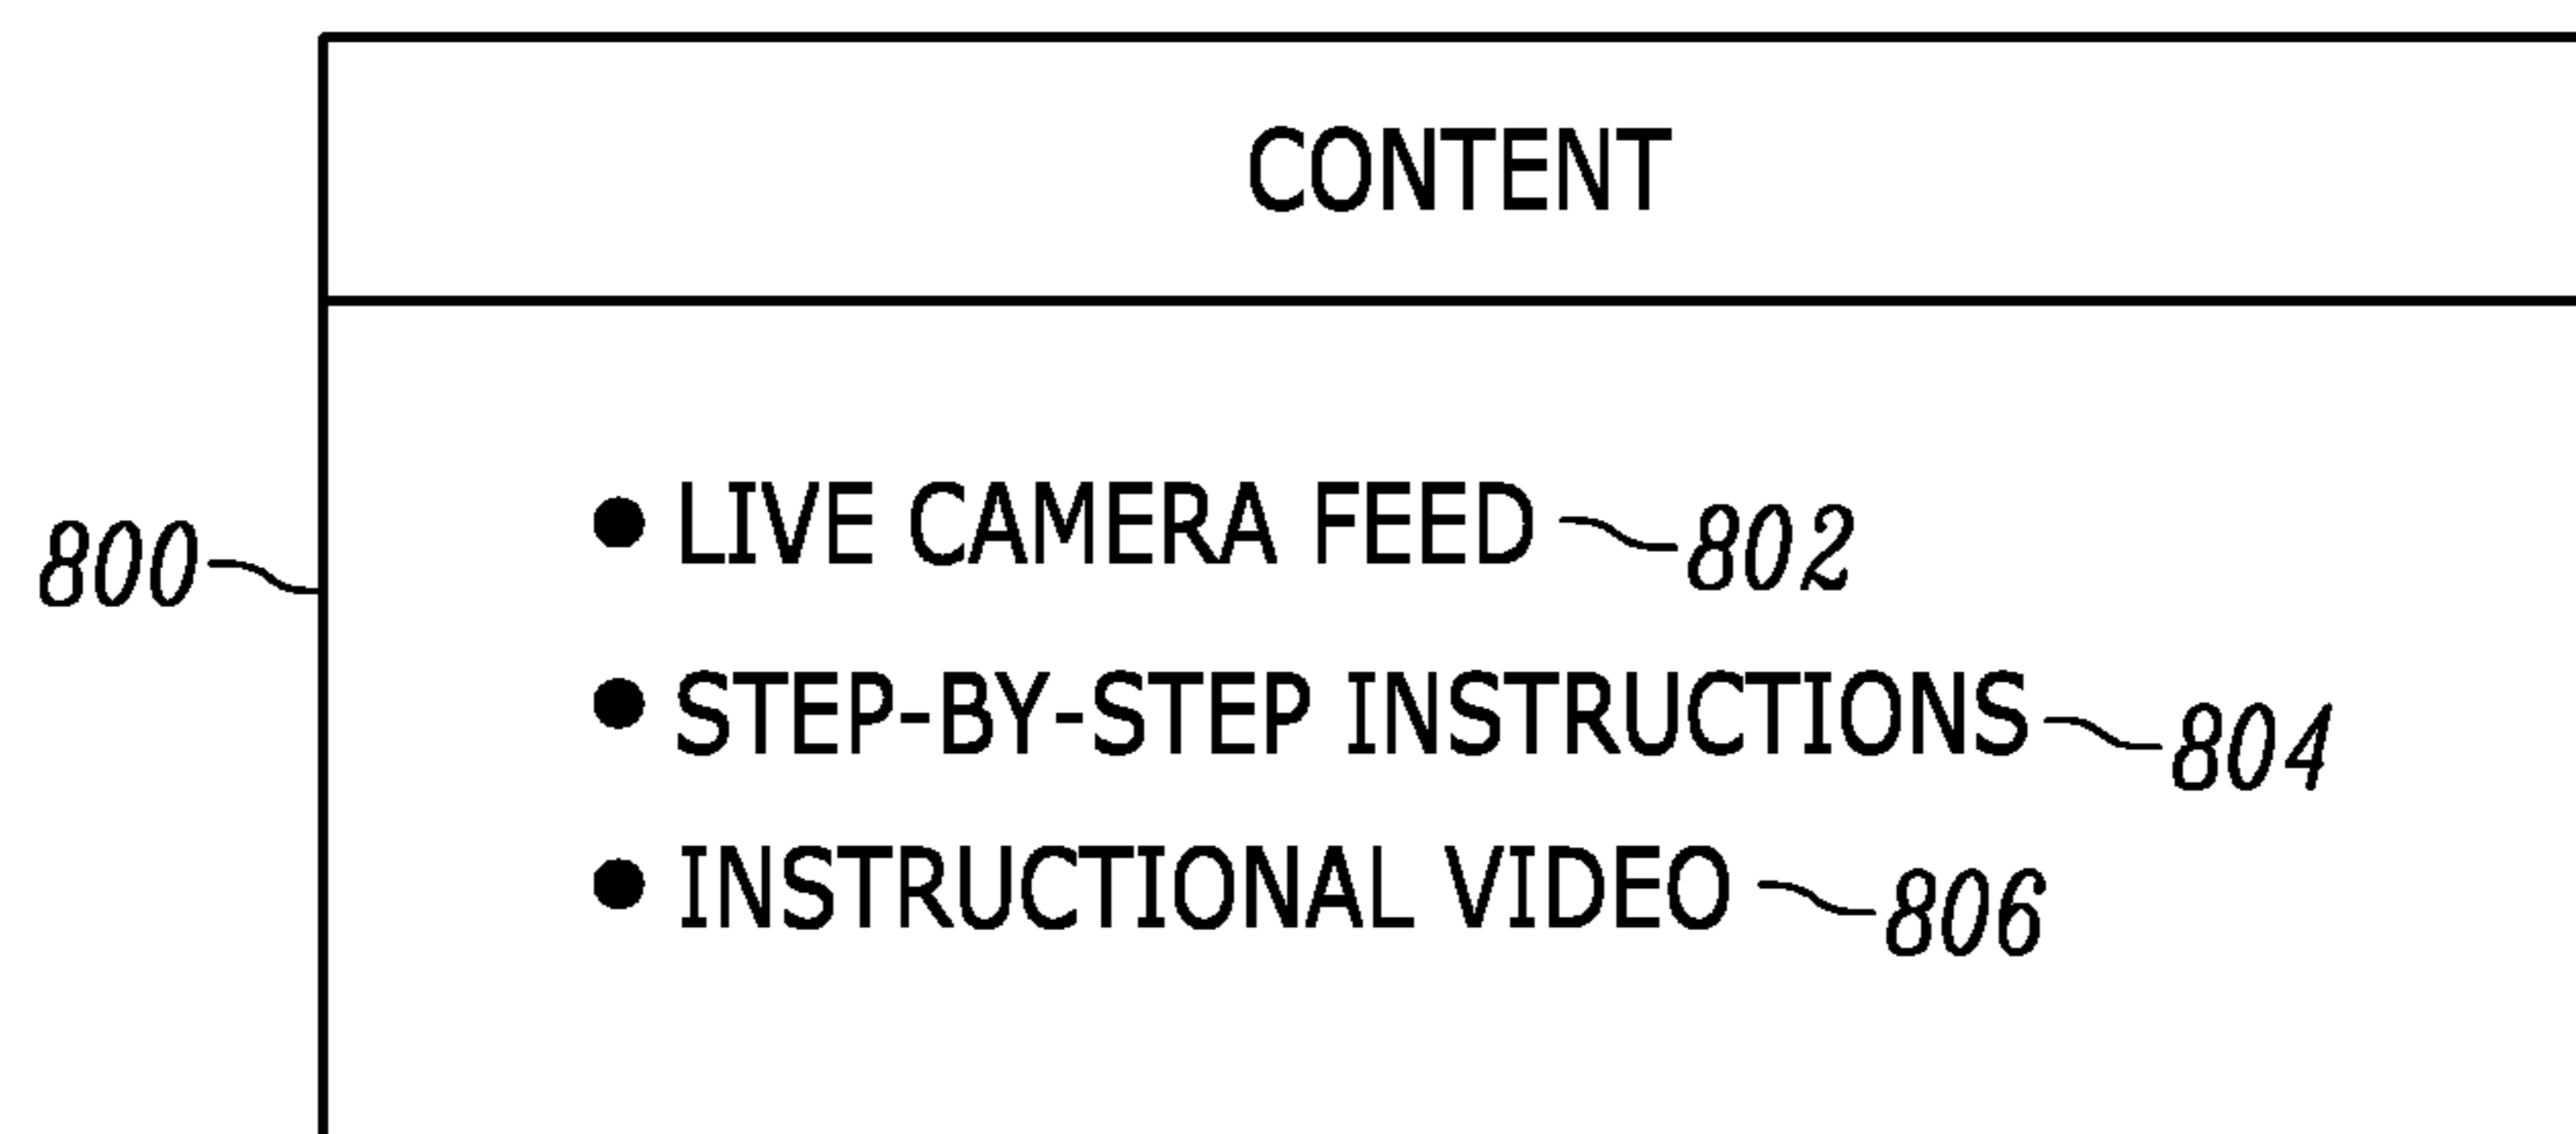 CONTENT
● LIVE CAMERA FEED 802
800
● STEP-BY-STEP INSTRUCTIONS 804
● INSTRUCTIONAL VIDEO 806